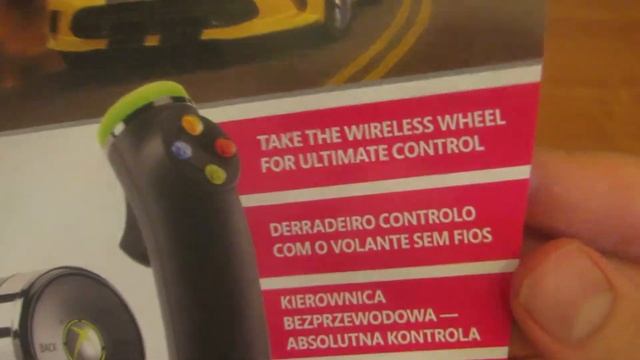 TAKE THE WIRELESS WHEEL
FOR ULTIMATE CONTROL
DERRADEIRO CONTROLO
COM O VOLANTE SEM FIOS
KIEROWNICA
BEZPRZEWODOWA —
ABSOLUTNA KONTROLA
BACK